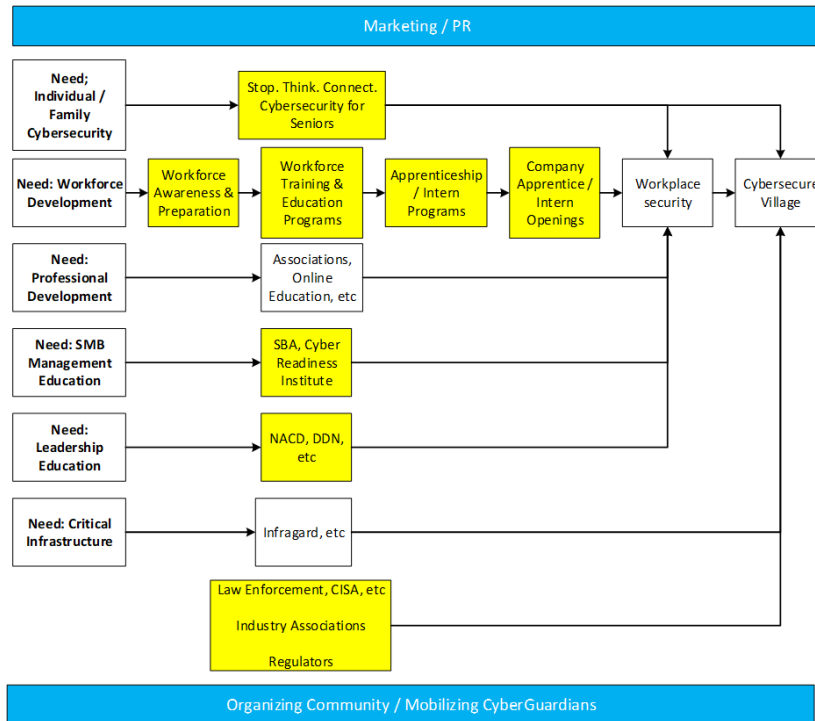 Marketing / PR
Need;
Individual /
Family
Cybersecurity
Stop. Think. Connect.
Cybersecurity for
Seniors
Need: Workforce
Development
Workforce
Awareness &
Preparation
Workforce
Training &
Education
Programs
Apprenticeship
/ Intern
Programs
Company
Apprentice /
Intern
Openings
Workplace
security
Cybersecure
Village
Need:
Professional
Development
Associations,
Online
Education, etc
Need: SMB
Management
Education
SBA, Cyber
Readiness
Institute
Need:
Leadership
Education
NACD, DDN,
etc
Need: Critical
Infrastructure
Infragard, etc
Law Enforcement, CISA, etc
Industry Associations
Regulators
Organizing Community / Mobilizing CyberGuardians